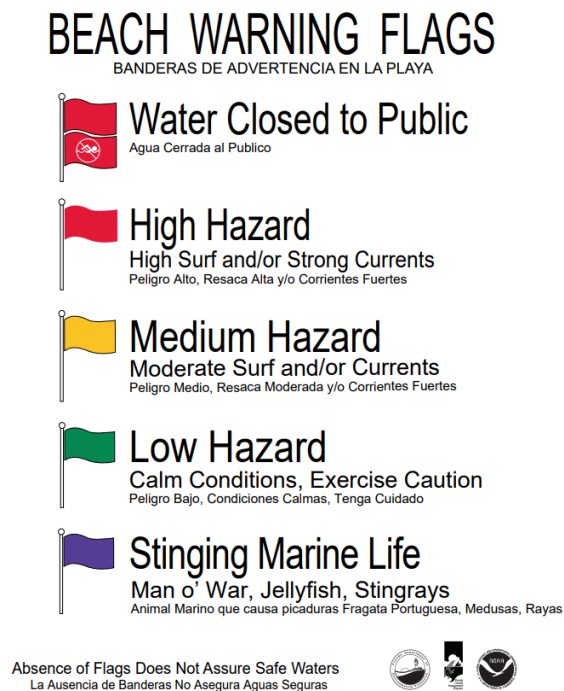 BEACH WARNING FLAGS
BANDERAS DE ADVERTENCIA EN LA PLAYA
Water Closed to Public
Agua Cerrada al Publico
High Hazard
High Surf and/or Strong Currents
Peligro Alto, Resaca Alta y/o Corrientes Fuertes
Medium Hazard
Moderate Surf and/or Currents
Peligro Medio, Resaca Moderada y/o Corrientes Fuertes
Low Hazard
Calm Conditions, Exercise Caution
Peligro Bajo, Condiciones Calmas, Tenga Cuidado
Stinging Marine Life
Man o' War, Jellyfish, Stingrays
Animal Marino que causa picaduras Fragata Portuguesa, Medusas, Rayas
Absence of Flags Does Not Assure Safe Waters
La Ausencia de Banderas No Asegura Aguas Seguras
NOAA